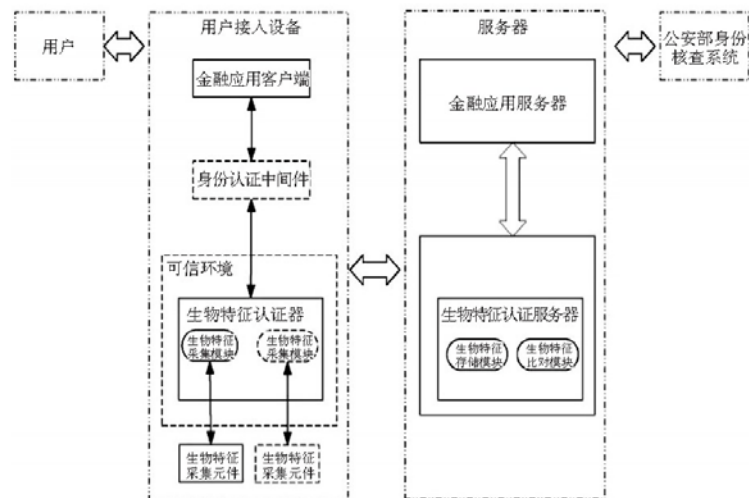 用户
用户接入设备
服务器
公安部身份
核查系统
金融应用客户端
身份认证中间件
可信环境
生物特征认证器
生物特征
采集模块
生物特征
采集模块
生物特征
采集元件
生物特征
采集元件
金融应用服务器
生物特征认证服务器
生物特征
存储模块
生物特征
比对模块